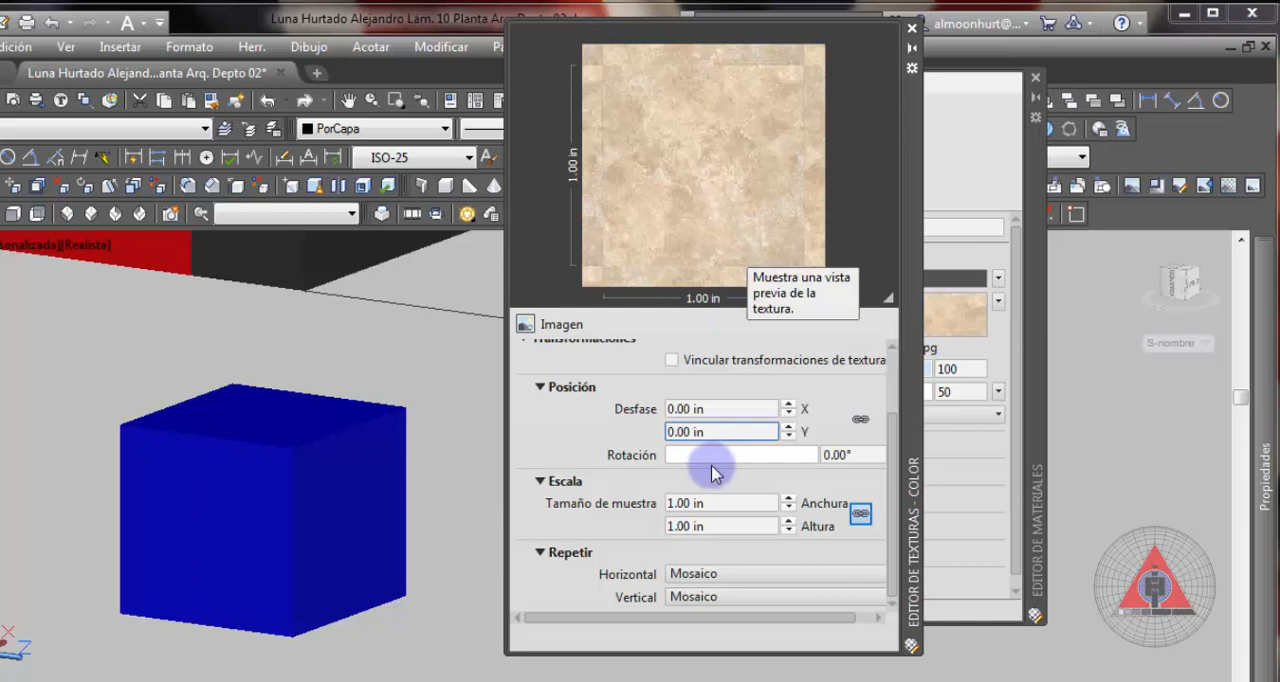 Luna Hurtado Alejandro Lám. 10 Planta Arq. Depto 02.
almoonhurt@...
Ver
Insertar
Formato
Herr.
Dibujo
Acotar
Modificar
Luna Hurtado Alejand...anta Arq. Depto 02*
PorCapa
ISO-25
sonalizada][Realista]
1.00 in
1.00 in
Muestra una vista
previa de la
textura.
Imagen
Transformaciones
Vincular transformaciones de textura
Posición
Desfase
0.00 in
X
0.00 in
Y
Rotación
0.00°
Escala
Tamaño de muestra
1.00 in
Anchura
1.00 in
Altura
Repetir
Horizontal
Mosaico
Vertical
Mosaico
EDITOR DE TEXTURAS - COLOR
pg
100
50
EDITOR DE MATERIALES
S-nombre
Propiedades
X
Z